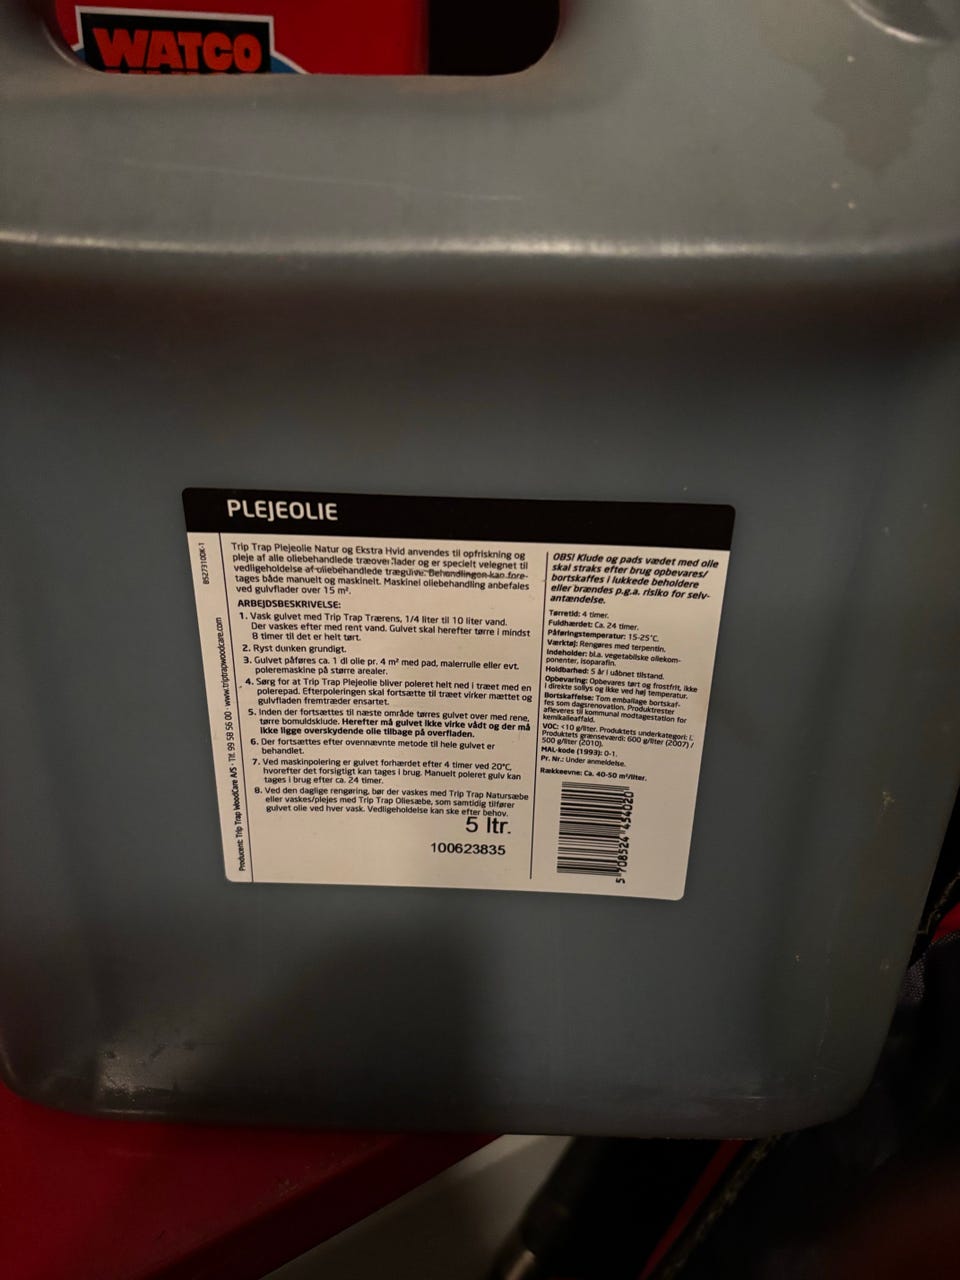 WATCO
PLEJEOLIE
BS27310DK-1
Producent: Trip Trap WoodCare A/S · Tlf. 99 58 56 00 · www.triptrapwoodcare.com
Trip Trap Plejeolie Natur og Ekstra Hvid anvendes til opfriskning og
pleje af alle oliebehandlede træoverflader og er specielt velegnet til
vedligeholdelse af oliebehandlede trægulve. Behandlingen kan fore-
tages både manuelt og maskinelt. Maskinel oliebehandling anbefales
ved gulvflader over 15 m².
ARBEJDSBESKRIVELSE:
1. Vask gulvet med Trip Trap Trærens, 1/4 liter til 10 liter vand.
Der vaskes efter med rent vand. Gulvet skal herefter tørre i mindst
8 timer til det er helt tørt.
2. Ryst dunken grundigt.
3. Gulvet påføres ca. 1 dl olie pr. 4 m² med pad, malerrulle eller evt.
poleremaskine på større arealer.
4. Sørg for at Trip Trap Plejeolie bliver poleret helt ned i træet med en
polerepad. Efterpoleringen skal fortsætte til træet virker mættet og
gulvfladen fremtræder ensartet.
5. Inden der fortsættes til næste område tørres gulvet over med rene,
tørre bomuldsklude. Herefter må gulvet ikke virke vådt og der må
ikke ligge overskydende olie tilbage på overfladen.
6. Der fortsættes efter ovennævnte metode til hele gulvet er
behandlet.
7. Ved maskinpolering er gulvet forhærdet efter 4 timer ved 20°C,
hvorefter det forsigtigt kan tages i brug. Manuelt poleret gulv kan
tages i brug efter ca. 24 timer.
8. Ved den daglige rengøring, bør der vaskes med Trip Trap Natursæbe
eller vaskes/plejes med Trip Trap Oliesæbe, som samtidig tilfører
gulvet olie ved hver vask. Vedligeholdelse kan ske efter behov.
5 ltr.
100623835
OBS! Klude og pads vædet med olie
skal straks efter brug opbevares/
bortskaffes i lukkede beholdere
eller brændes p.g.a. risiko for selv-
antændelse.
Tørretid: 4 timer.
Fuldhærdet: Ca. 24 timer.
Påføringstemperatur: 15-25°C.
Værktøj: Rengøres med terpentin.
Indeholder: bl.a. vegetabilske oliekom-
ponenter, isoparafin.
Holdbarhed: 5 år i uåbnet tilstand.
Opbevaring: Opbevares tørt og frostfrit, ikke
i direkte sollys og ikke ved høj temperatur.
Bortskaffelse: Tom emballage bortskaf-
fes som dagsrenovation. Produktrester
afleveres til kommunal modtagestation for
kemikalieaffald.
VOC: <10 g/liter. Produktets underkategori: i.
Produktets grænseværdi: 600 g/liter (2007) /
500 g/liter (2010).
MAL-kode (1993): 0-1.
Pr. Nr.: Under anmeldelse.
Rækkeevne: Ca. 40-50 m²/liter.
5 708524 454020